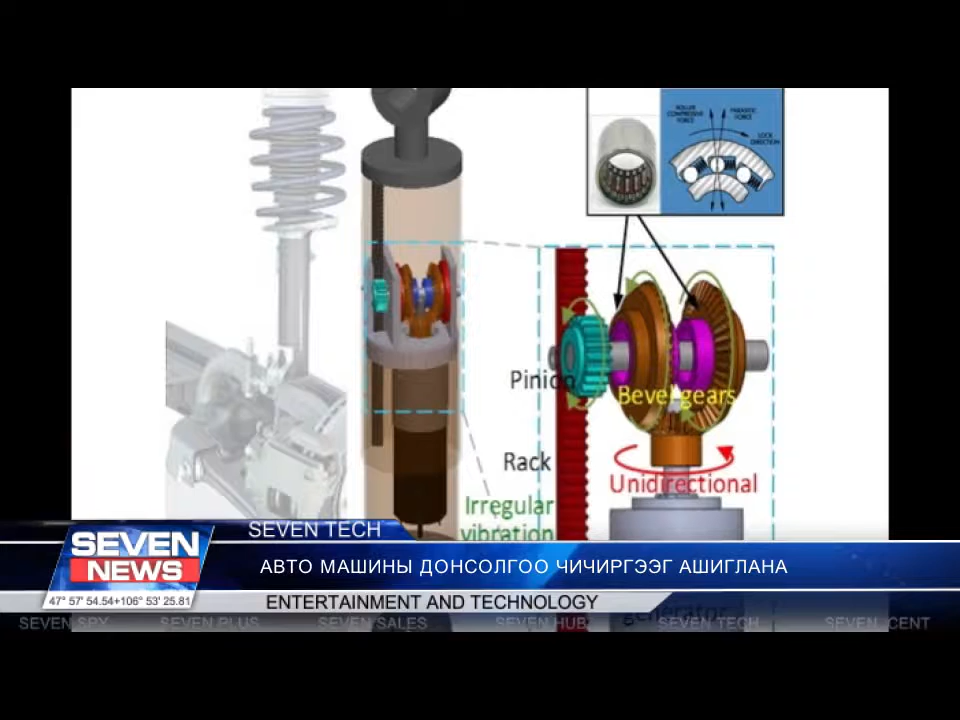 ROLLER
COMPRESSIVE
FORCE
PARASITIC
FORCE
LOCK
DIRECTION
Pinion
Bevel gears
Rack
Unidirectional
Irregular
vibration
generator
SEVEN TECH
SEVEN
NEWS
АВТО МАШИНЫ ДОНСОЛГОО ЧИЧИРГЭЭГ АШИГЛАНА
47° 57' 54.54+106° 53' 25.81
ENTERTAINMENT AND TECHNOLOGY
SEVEN SPY SEVEN PLUS SEVEN SALES SEVEN HUB SEVEN TECH SEVEN CENT